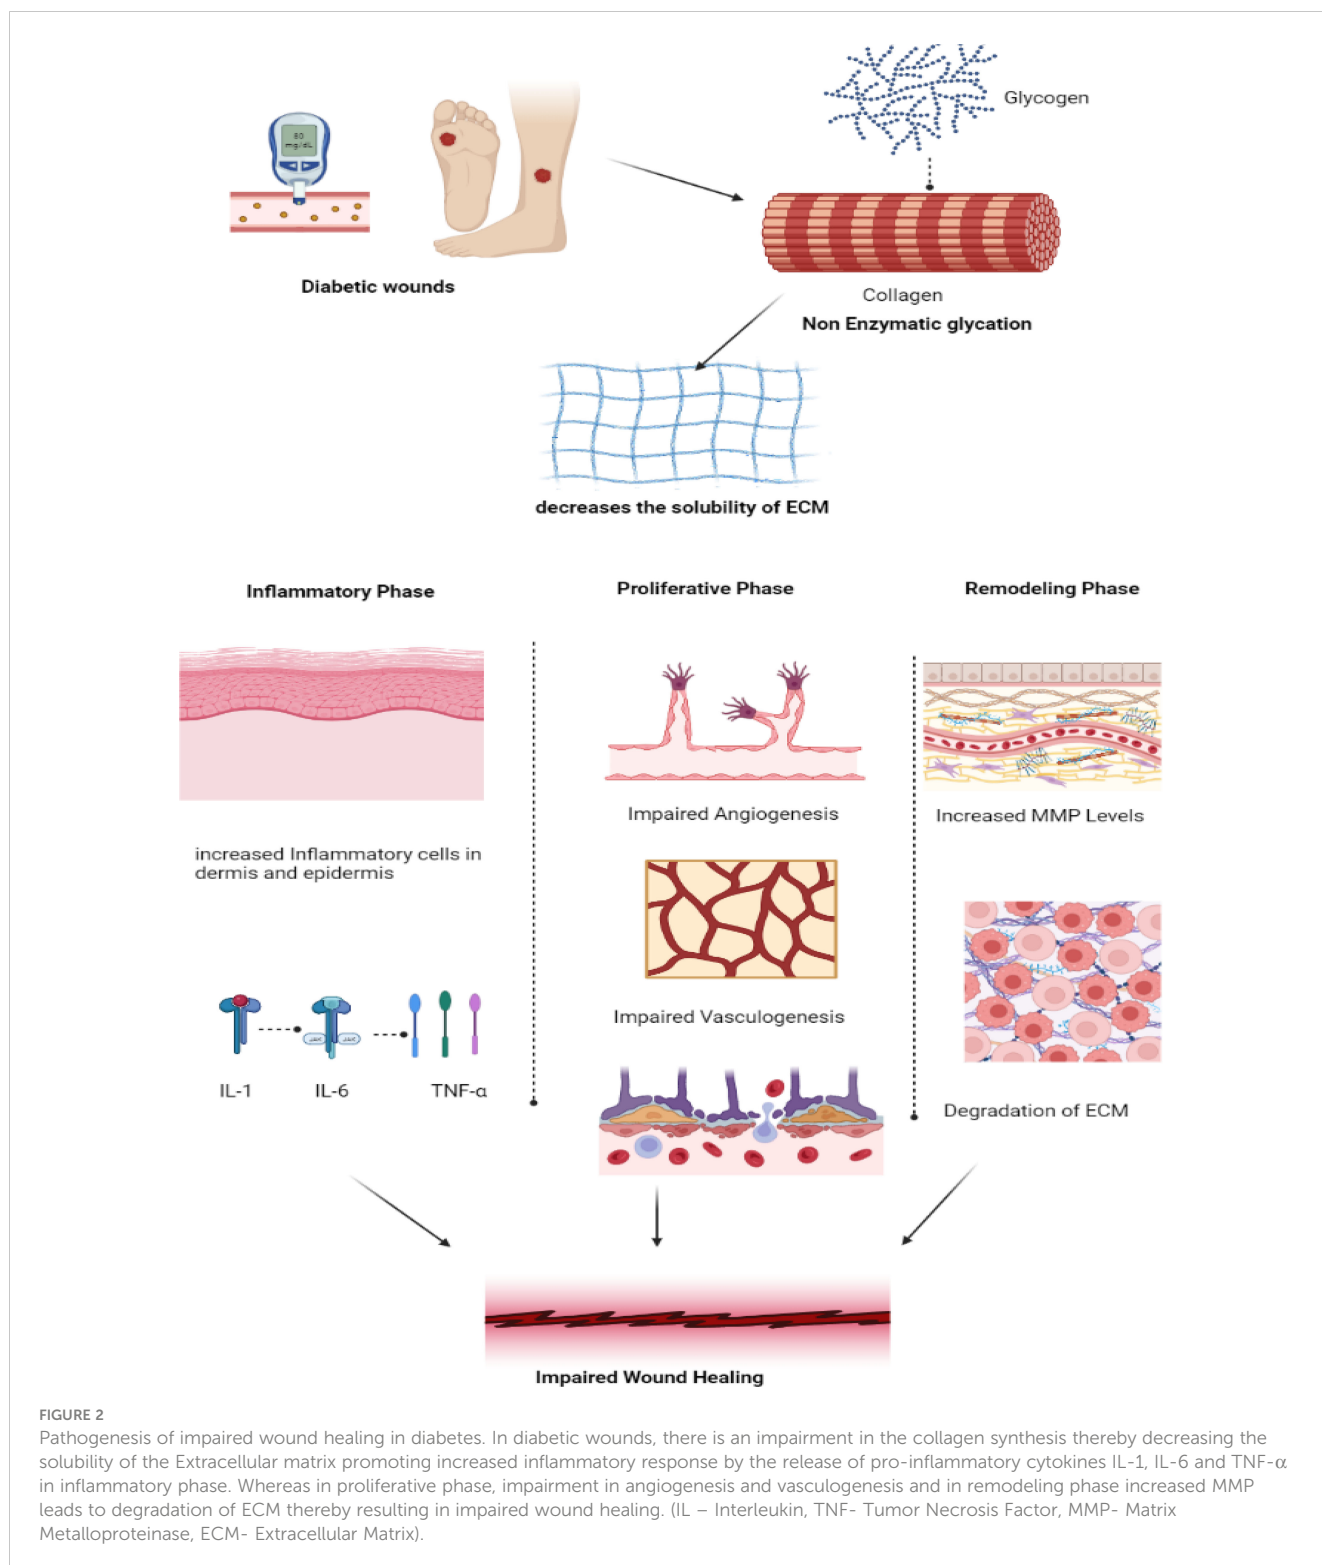 Glycogen
80
mg/dL
Diabetic wounds
Collagen
Non Enzymatic glycation
decreases the solubility of ECM
Inflammatory Phase
Proliferative Phase
Remodeling Phase
Impaired Angiogenesis
Increased MMP Levels
increased Inflammatory cells in
dermis and epidermis
Impaired Vasculogenesis
JAK
JAK
IL-1
IL-6
TNF-α
Degradation of ECM
Impaired Wound Healing
FIGURE 2
Pathogenesis of impaired wound healing in diabetes. In diabetic wounds, there is an impairment in the collagen synthesis thereby decreasing the
solubility of the Extracellular matrix promoting increased inflammatory response by the release of pro-inflammatory cytokines IL-1, IL-6 and TNF-α
in inflammatory phase. Whereas in proliferative phase, impairment in angiogenesis and vasculogenesis and in remodeling phase increased MMP
leads to degradation of ECM thereby resulting in impaired wound healing. (IL – Interleukin, TNF- Tumor Necrosis Factor, MMP- Matrix
Metalloproteinase, ECM- Extracellular Matrix).